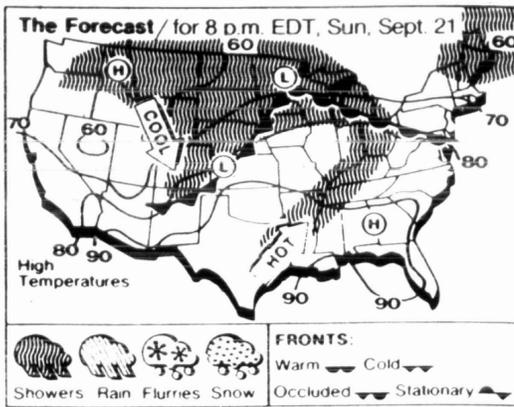 The Forecast / for 8 p.m. EDT, Sun, Sept. 21
60
60
H
L
COOL
70
60
70
80
L
H
HOT
80
90
High
Temperatures
90
90
Showers Rain Flurries Snow
FRONTS:
Warm Cold
Occluded Stationary